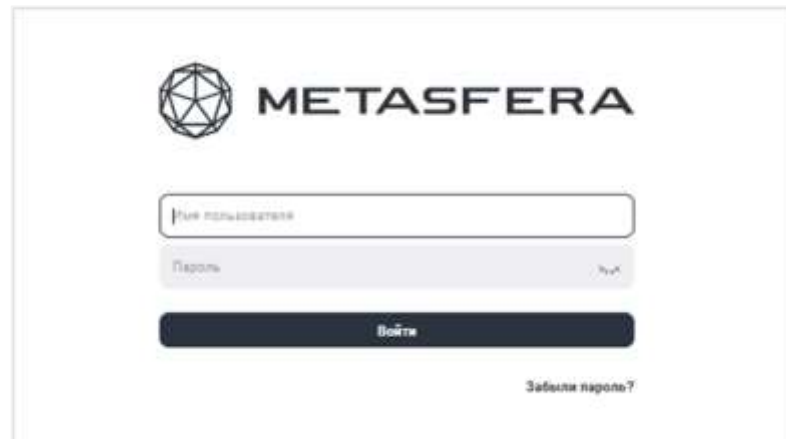 METASFERA
Имя пользователя
Пароль
Войти
Забыли пароль?